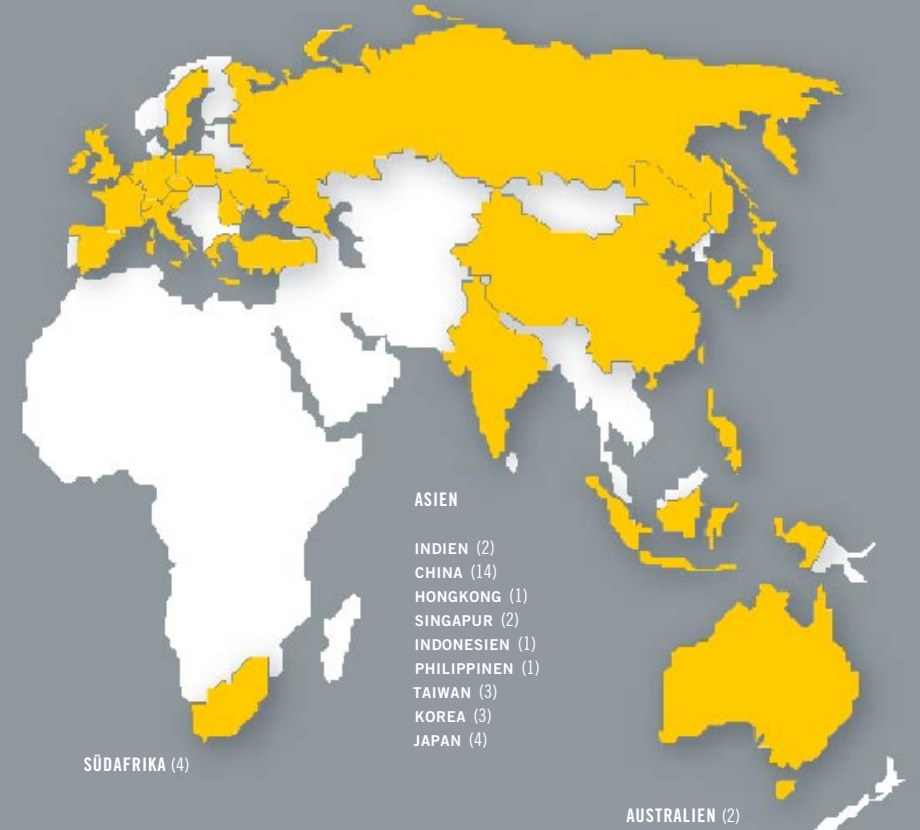 ASIEN
INDIEN (2)
CHINA (14)
HONGKONG (1)
SINGAPUR (2)
INDONESIEN (1)
PHILIPPINEN (1)
TAIWAN (3)
KOREA (3)
JAPAN (4)
SÜDAFRIKA (4)
AUSTRALIEN (2)